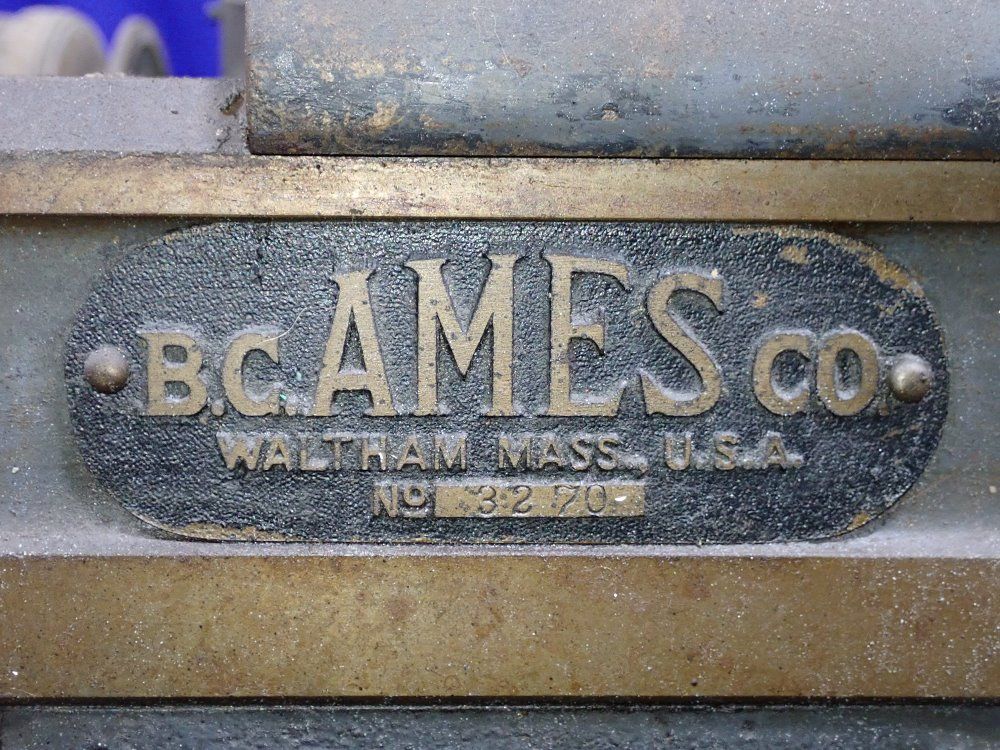 B.C. AMES CO.
WALTHAM MASS., U.S.A.
No 3270